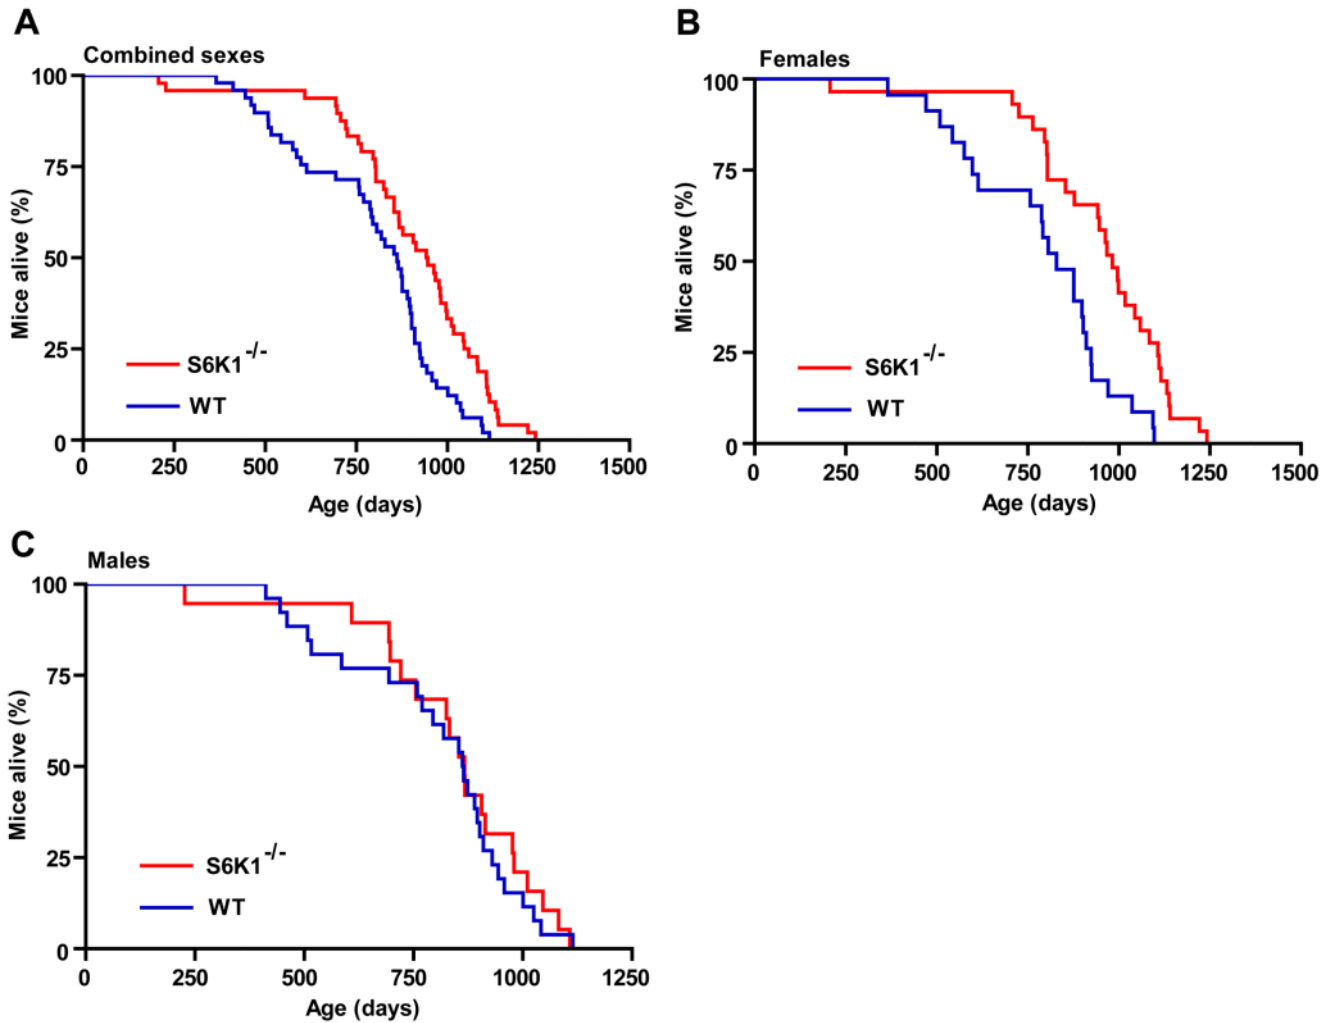 A
Combined sexes
Mice alive (%)
100
75
50
25
0
S6K1-/-
WT
0 250 500 750 1000 1250 1500
Age (days)
B
Females
Mice alive (%)
100
75
50
25
0
S6K1-/-
WT
0 250 500 750 1000 1250 1500
Age (days)
C
Males
Mice alive (%)
100
75
50
25
0
S6K1-/-
WT
0 250 500 750 1000 1250
Age (days)